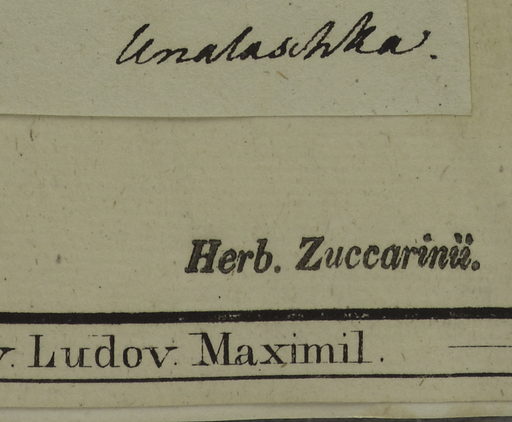 Unalaschka.
Herb. Zuccarinii.
v. Ludov. Maximil.